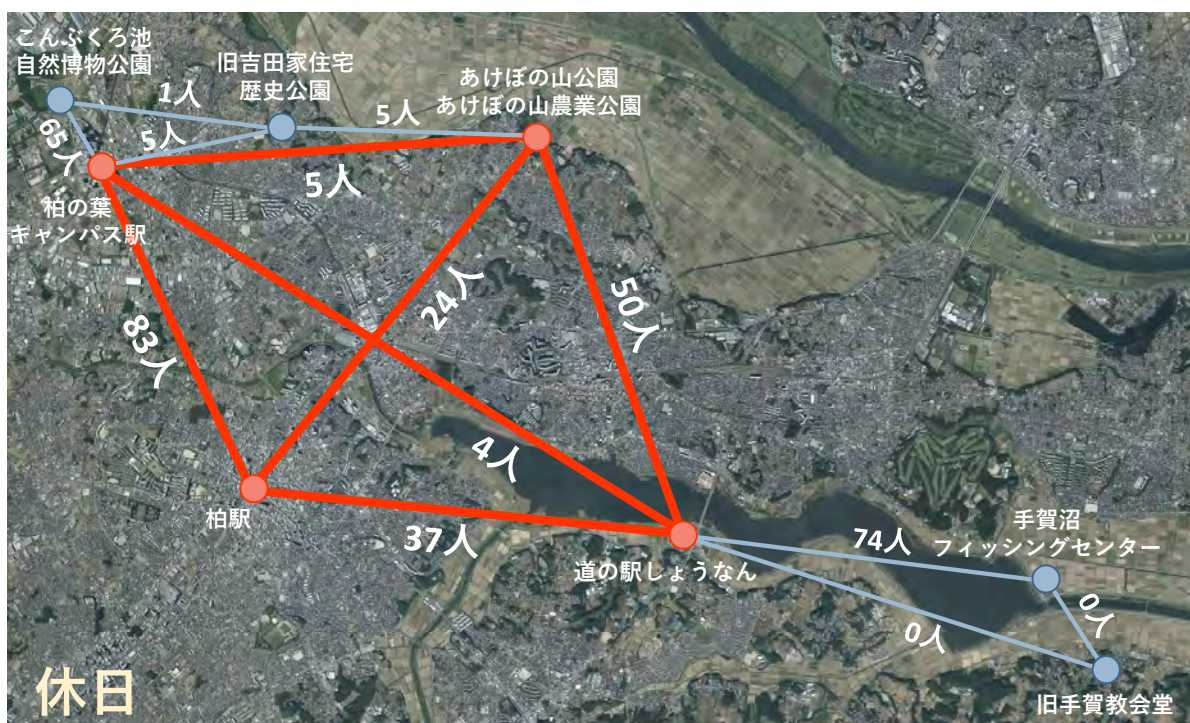 こんぶくろ池
自然博物公園
旧吉田家住宅
歴史公園
あけぼの山公園
あけぼの山農業公園
1人
5人
65人
5人
5人
柏の葉
キャンパス駅
24人
50人
83人
4人
柏駅
37人
道の駅しょうなん
74人
手賀沼
フィッシングセンター
0人
0人
旧手賀教会堂
休日